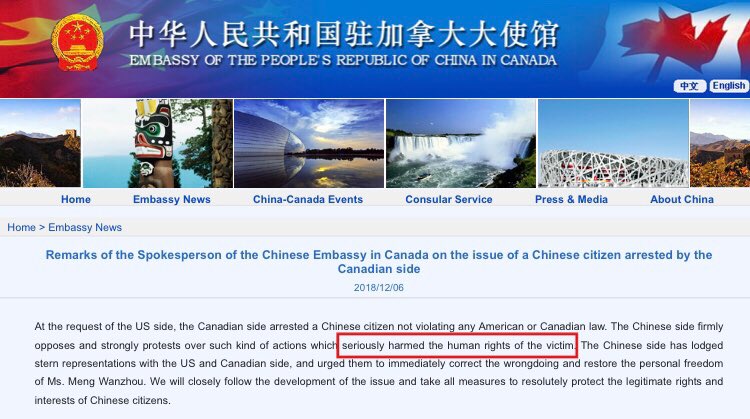 中华人民共和国驻加拿大大使馆
EMBASSY OF THE PEOPLE'S REPUBLIC OF CHINA IN CANADA
中文 English
Home Embassy News China-Canada Events Consular Service Press & Media About China
Home > Embassy News
Remarks of the Spokesperson of the Chinese Embassy in Canada on the issue of a Chinese citizen arrested by the
Canadian side
2018/12/06
At the request of the US side, the Canadian side arrested a Chinese citizen not violating any American or Canadian law. The Chinese side firmly
opposes and strongly protests over such kind of actions which seriously harmed the human rights of the victim. The Chinese side has lodged
stern representations with the US and Canadian side, and urged them to immediately correct the wrongdoing and restore the personal freedom
of Ms. Meng Wanzhou. We will closely follow the development of the issue and take all measures to resolutely protect the legitimate rights and
interests of Chinese citizens.